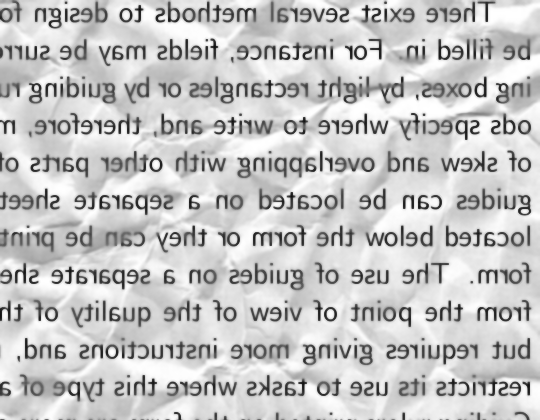 There exist several methods to design fo
be filled in. For instance, fields may be surro
ing boxes, by light rectangles or by guiding ru
ods specify where to write and, therefore, m
of skew and overlapping with other parts of
guides can be located on a separate sheet
located below the form or they can be print
form. The use of guides on a separate she
from the point of view of the quality of th
but requires giving more instructions and,
restricts its use to tasks where this type of a